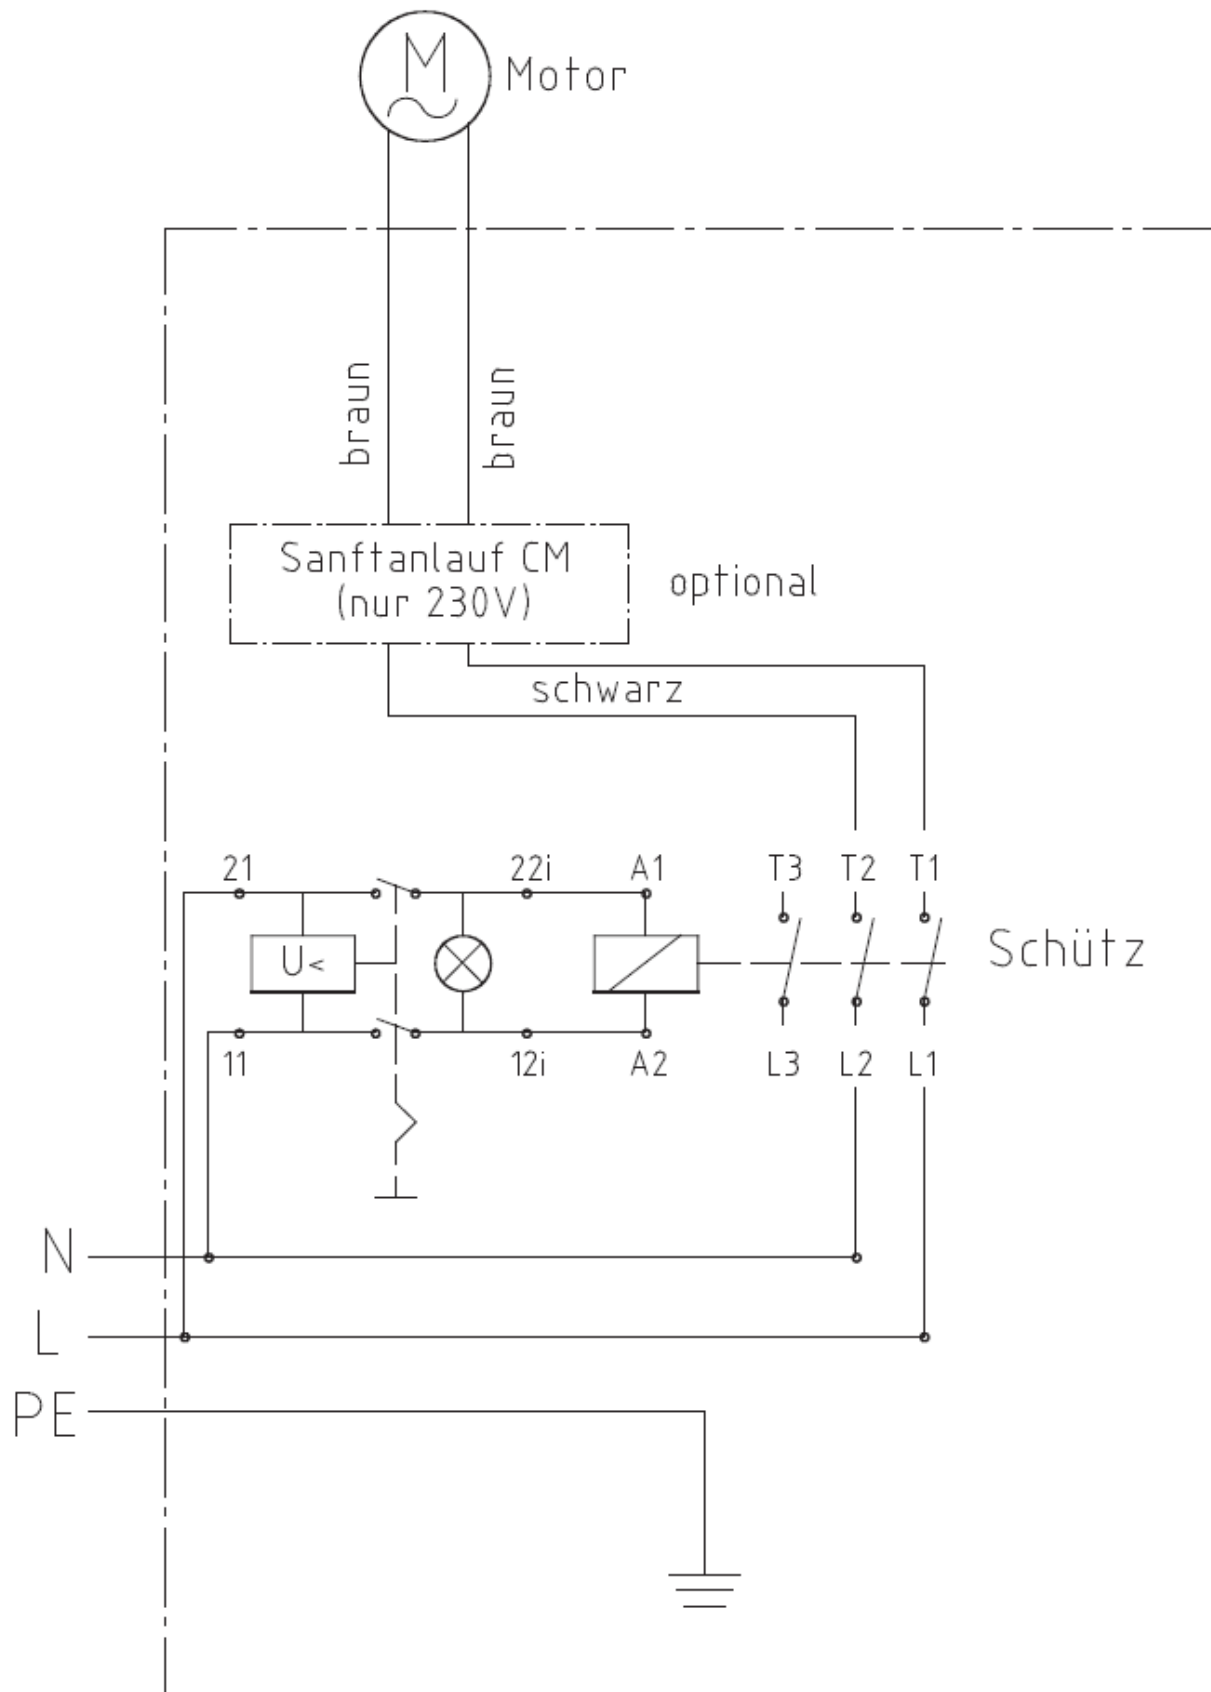 M
Motor
braun
braun
Sanftanlauf CM
(nur 230V)
optional
schwarz
21
22i
A1
T3
T2
T1
U<
Schütz
11
12i
A2
L3
L2
L1
N
L
PE